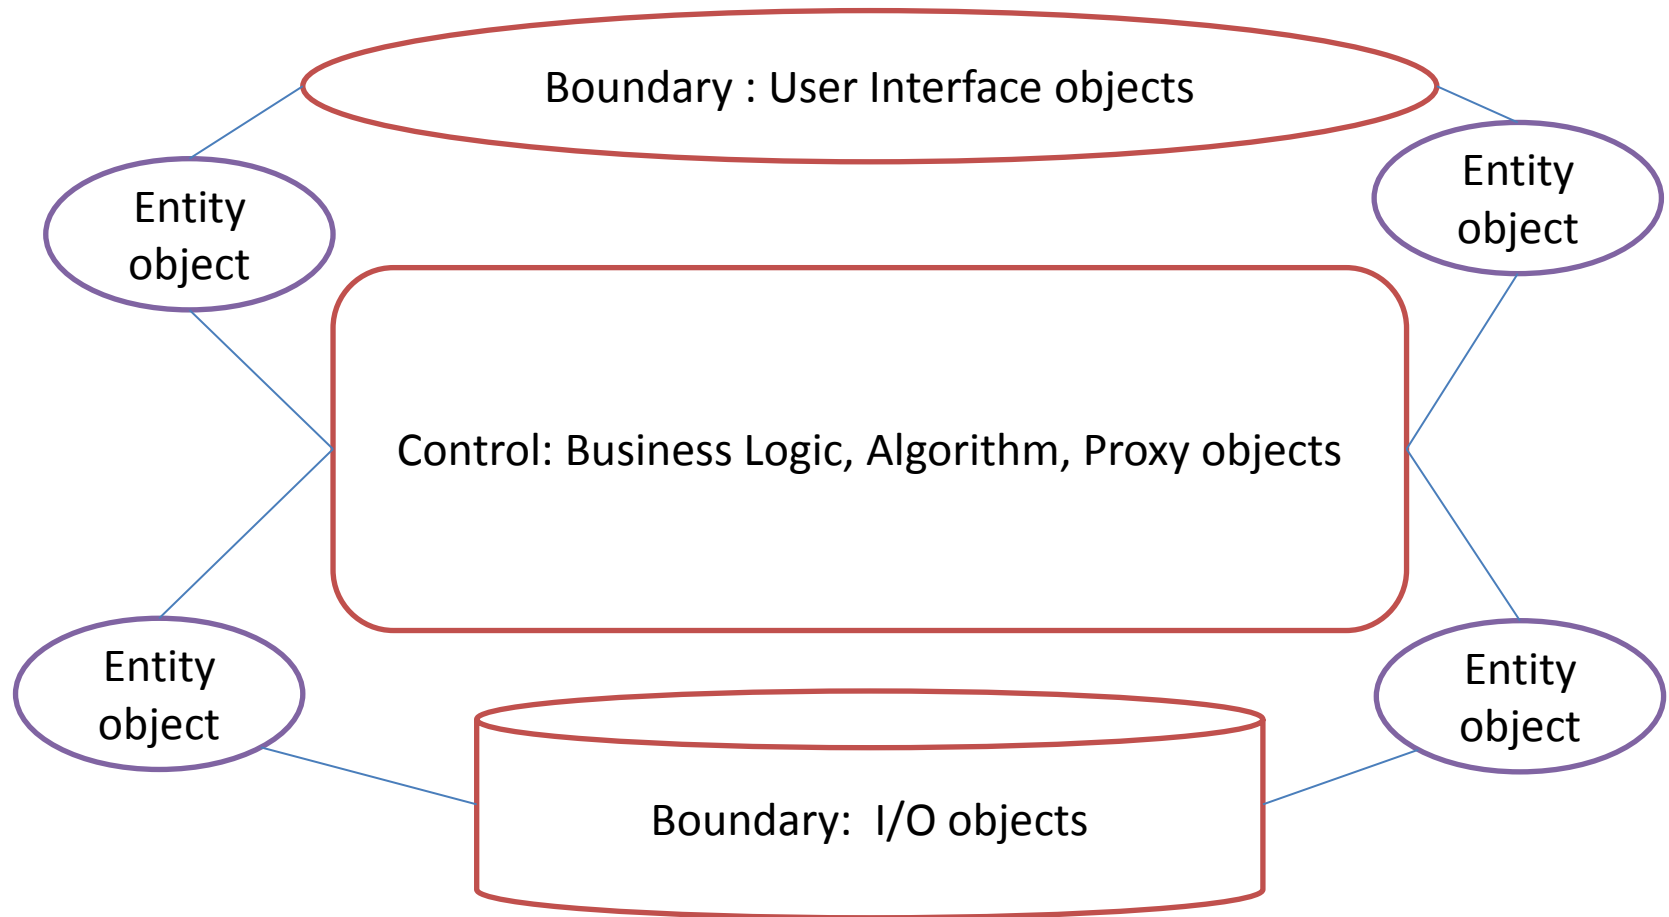 Boundary : User Interface objects
Entity
object
Entity
object
Control: Business Logic, Algorithm, Proxy objects
Entity
object
Entity
object
Boundary:  I/O objects